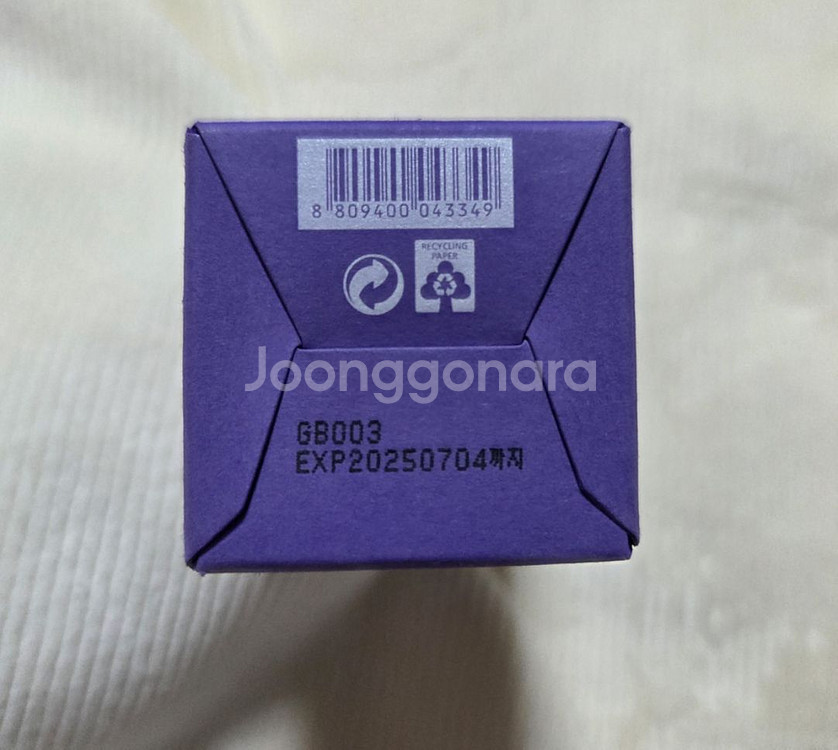 8 809400 043349
RECYCLING
PAPER
Joonggonara
GB003
EXP20250704까지